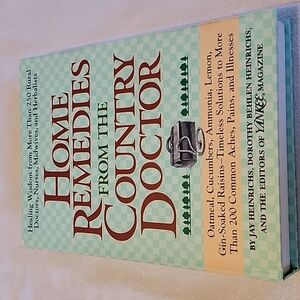 Healing Wisdom from More Than 250 Rural
Doctors, Nurses, Midwives, and Herbalists
HOME
REMEDIES
FROM THE
COUNTRY
DOCTOR
Oatmeal, Cucumbers, Ammonia, Lemon,
Gin-Soaked Raisins—Timeless Solutions to More
Than 200 Common Aches, Pains, and Illnesses
BY JAY HEINRICHS, DOROTHY BEHLEN HEINRICHS,
AND THE EDITORS OF YANKEE MAGAZINE